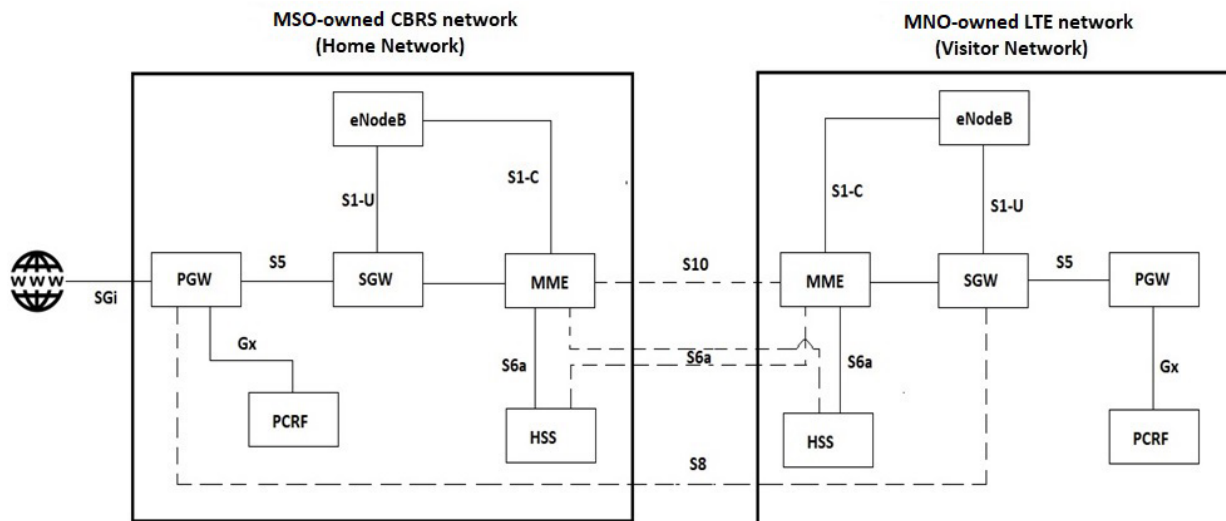 MSO-owned CBRS network
(Home Network)
MNO-owned LTE network
(Visitor Network)
eNodeB
eNodeB
S1-C
S1-U
S1-C
S1-U
WWW
SGi
PGW
S5
SGW
MME
S10
MME
SGW
S5
PGW
Gx
S6a
S6a
S6a
Gx
PCRF
HSS
HSS
PCRF
S8